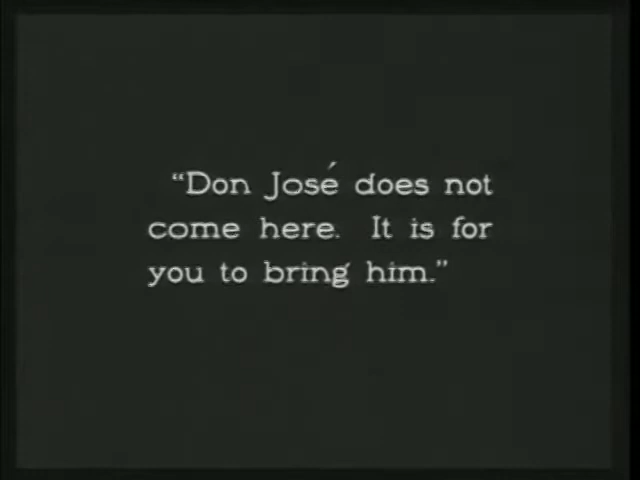 “Don José does not
come here. It is for
you to bring him.”